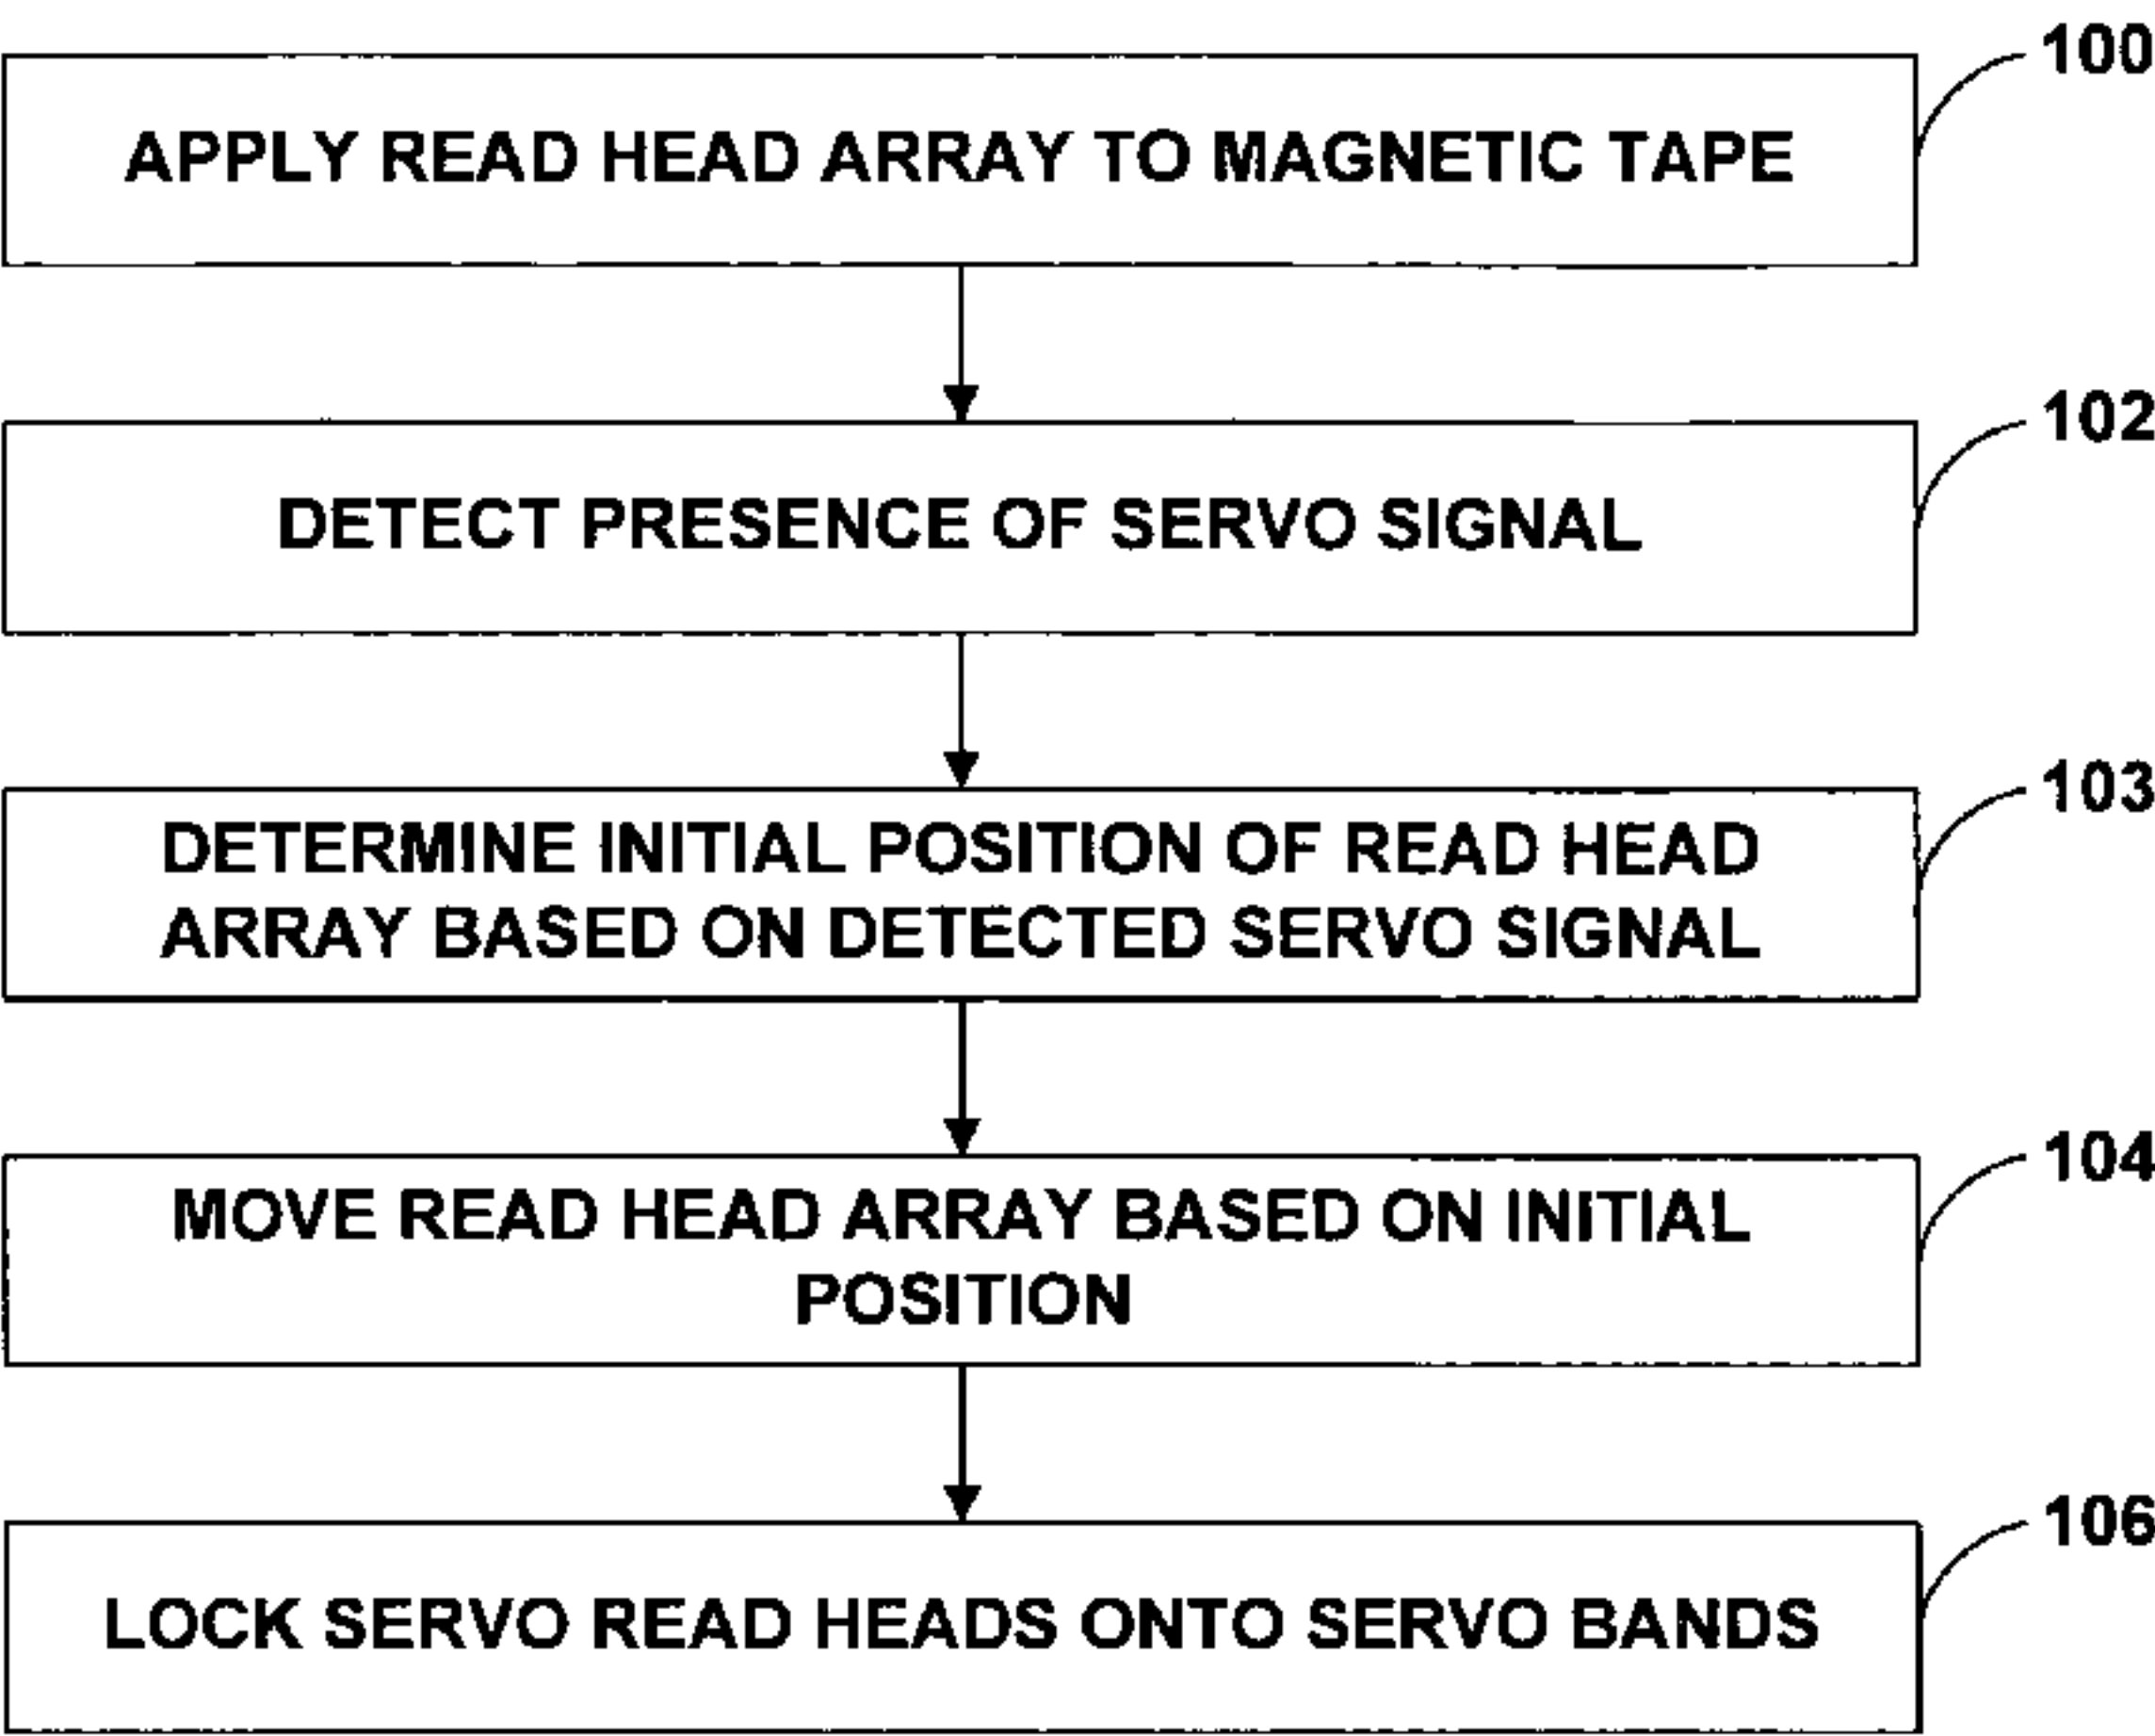 100
APPLY READ HEAD ARRAY TO MAGNETIC TAPE
102
DETECT PRESENCE OF SERVO SIGNAL
103
DETERMINE INITIAL POSITION OF READ HEAD
ARRAY BASED ON DETECTED SERVO SIGNAL
104
MOVE READ HEAD ARRAY BASED ON INITIAL
POSITION
106
LOCK SERVO READ HEADS ONTO SERVO BANDS